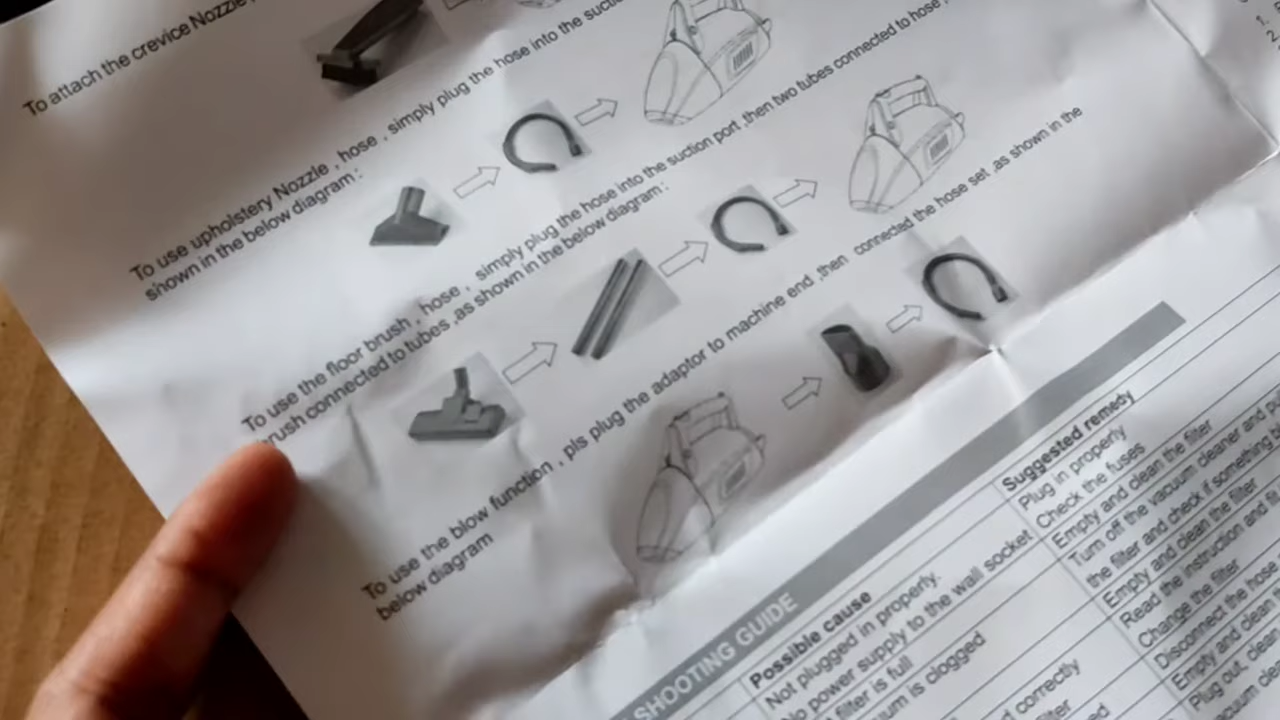 To attach the crevice Nozzle,
To use upholstery Nozzle , hose , simply plug the hose into the
shown in the below diagram :
To use the floor brush , hose , simply plug the hose into the suction port ,then two tubes connected to hose ,
connected to tubes ,as shown in the below diagram :
To use the blow function , pls plug the adaptor to machine end ,then connected the hose set ,as shown in the
below diagram
1.
2.
SHOOTING GUIDE
Possible cause
Suggested remedy
Not plugged in properly.
Plug in properly
power supply to the wall socket
Check the fuses
filter is full
Empty and clean the filter
is clogged
Turn off the vacuum cleaner and
the filter and check if something
Empty and clean the filter
Read the instruction and
correctly
Change the filter
Disconnect the hose
Empty and clean
Plug out, clean